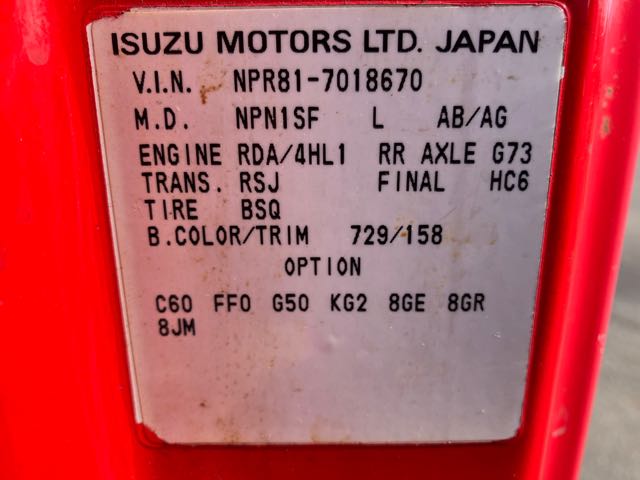 ISUZU MOTORS LTD. JAPAN
V.I.N. NPR81-7018670
M.D. NPN1SF L AB/AG
ENGINE RDA/4HL1 RR AXLE G73
TRANS. RSJ FINAL HC6
TIRE BSQ
B.COLOR/TRIM 729/158
OPTION
C60 FF0 G50 KG2 8GE 8GR
8JM